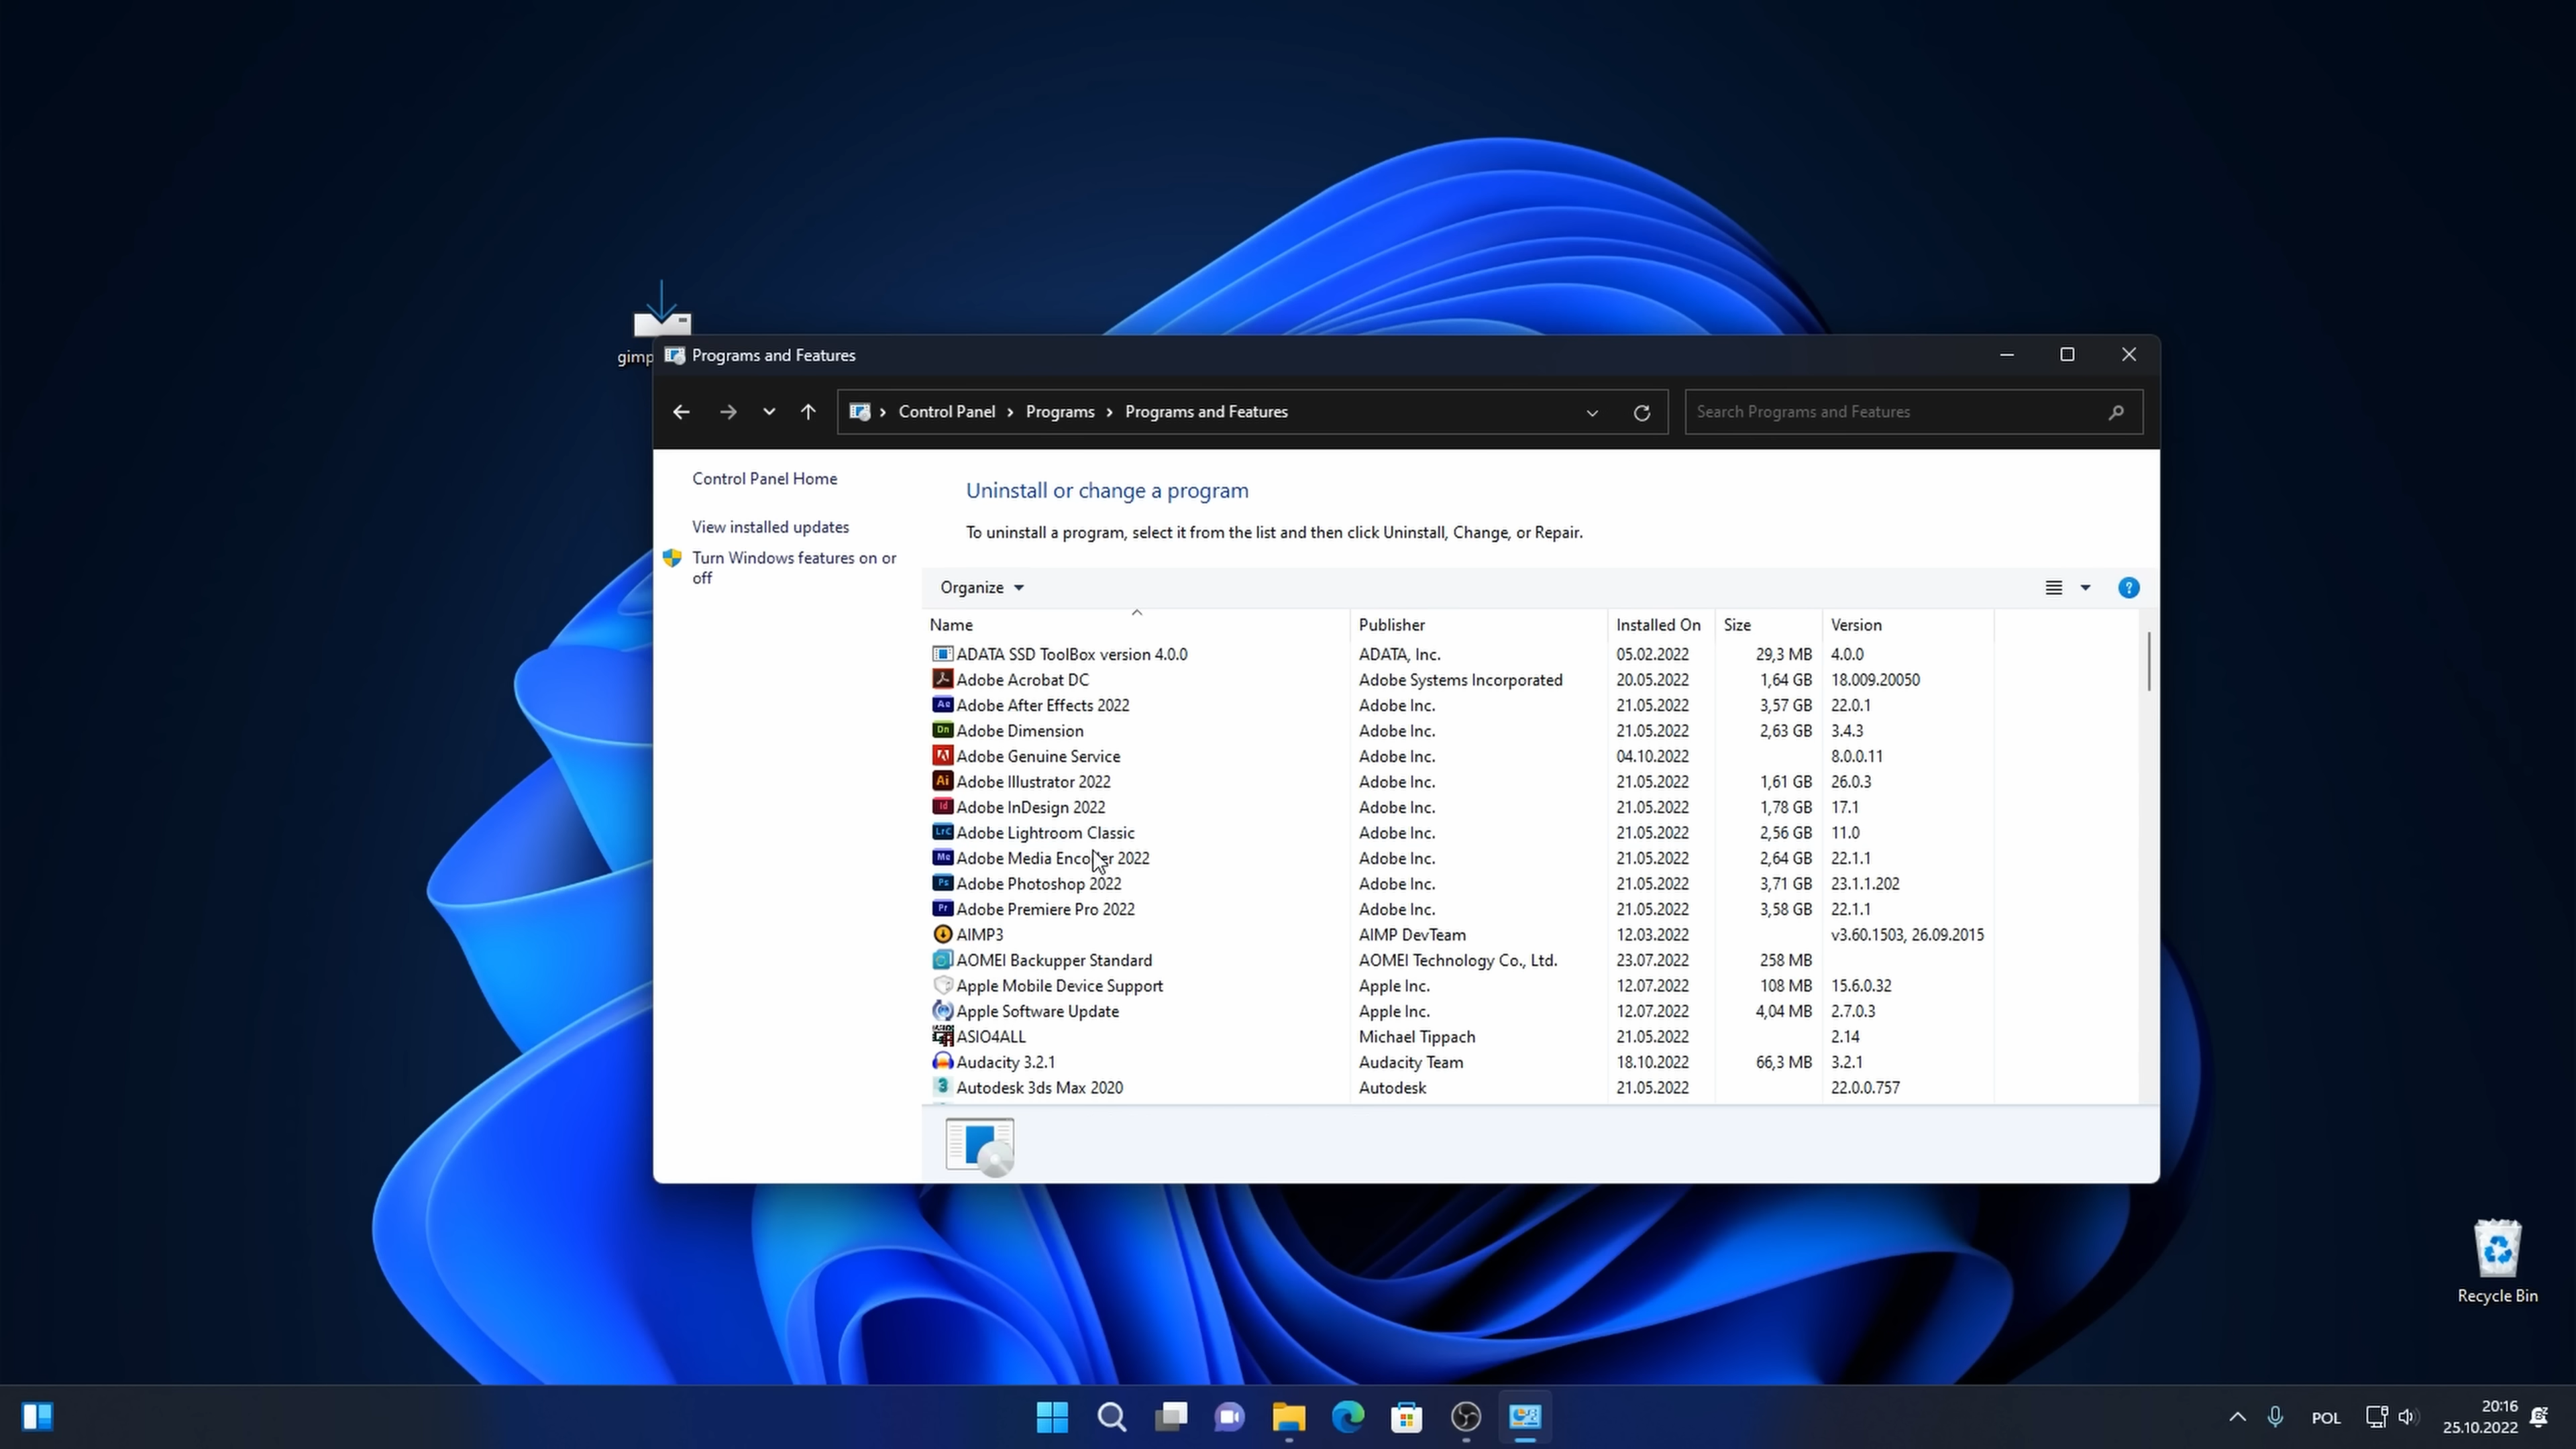 gimp
Programs and Features
Control Panel
Programs
Programs and Features
Search Programs and Features
Control Panel Home
View installed updates
Turn Windows features on or
off
Uninstall or change a program
To uninstall a program, select it from the list and then click Uninstall, Change, or Repair.
Organize
Name Publisher Installed On Size Version
ADATA SSD ToolBox version 4.0.0 ADATA, Inc. 05.02.2022 29,3 MB 4.0.0
Adobe Acrobat DC Adobe Systems Incorporated 20.05.2022 1,64 GB 18.009.20050
Ae Adobe After Effects 2022 Adobe Inc. 21.05.2022 3,57 GB 22.0.1
Dn Adobe Dimension Adobe Inc. 21.05.2022 2,63 GB 3.4.3
Adobe Genuine Service Adobe Inc. 04.10.2022 8.0.0.11
Ai Adobe Illustrator 2022 Adobe Inc. 21.05.2022 1,61 GB 26.0.3
Id Adobe InDesign 2022 Adobe Inc. 21.05.2022 1,78 GB 17.1
LrC Adobe Lightroom Classic Adobe Inc. 21.05.2022 2,56 GB 11.0
Me Adobe Media Encoder 2022 Adobe Inc. 21.05.2022 2,64 GB 22.1.1
Ps Adobe Photoshop 2022 Adobe Inc. 21.05.2022 3,71 GB 23.1.1.202
Pr Adobe Premiere Pro 2022 Adobe Inc. 21.05.2022 3,58 GB 22.1.1
AIMP3 AIMP DevTeam 12.03.2022 v3.60.1503, 26.09.2015
AOMEI Backupper Standard AOMEI Technology Co., Ltd. 23.07.2022 258 MB
Apple Mobile Device Support Apple Inc. 12.07.2022 108 MB 15.6.0.32
Apple Software Update Apple Inc. 12.07.2022 4,04 MB 2.7.0.3
ASIO4ALL Michael Tippach 21.05.2022 2.14
Audacity 3.2.1 Audacity Team 18.10.2022 66,3 MB 3.2.1
3 Autodesk 3ds Max 2020 Autodesk 21.05.2022 22.0.0.757
Recycle Bin
POL
20:16
25.10.2022